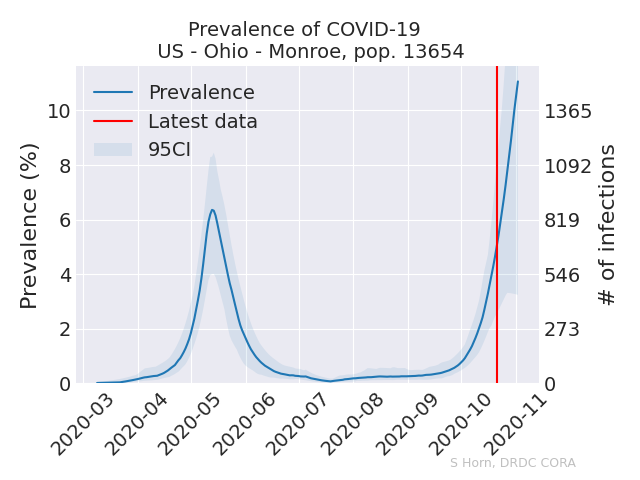 Prevalence of COVID-19
US - Ohio - Monroe, pop. 13654
Prevalence
Latest data
95CI
Prevalence (%)
10
8
6
4
2
0
1365
1092
819
546
273
0
# of infections
2020-03
2020-04
2020-05
2020-06
2020-07
2020-08
2020-09
2020-10
2020-11
S Horn, DRDC CORA